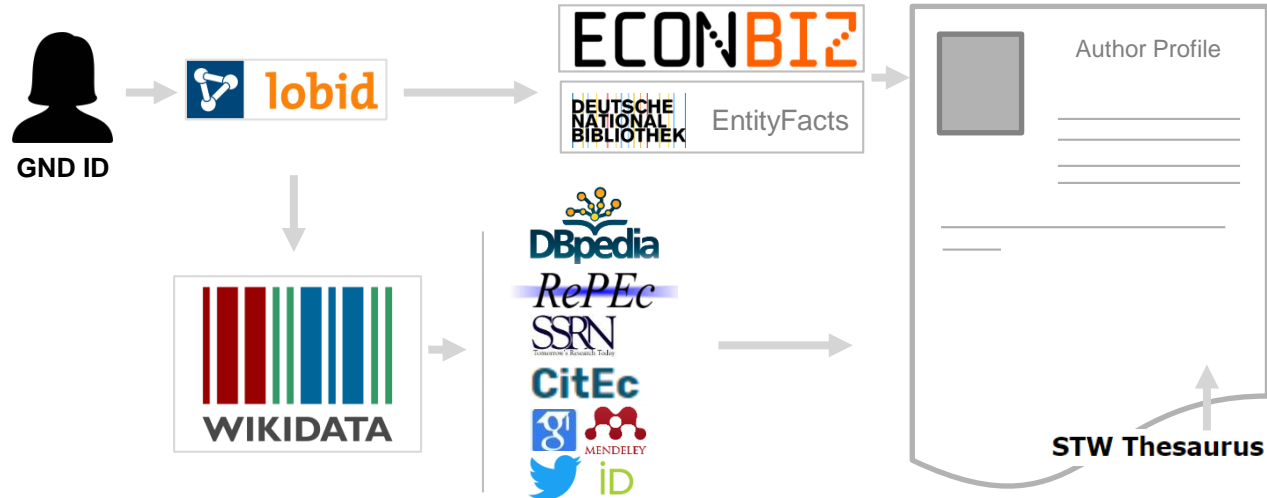 GND ID
lobid
ECONBIZ
DEUTSCHE
NATIONAL
BIBLIOTHEK
EntityFacts
Author Profile
WIKIDATA
DBpedia
RePEc
SSRN
Tomorrow's Research Today
CitEc
g
MENDELEY
iD
STW Thesaurus